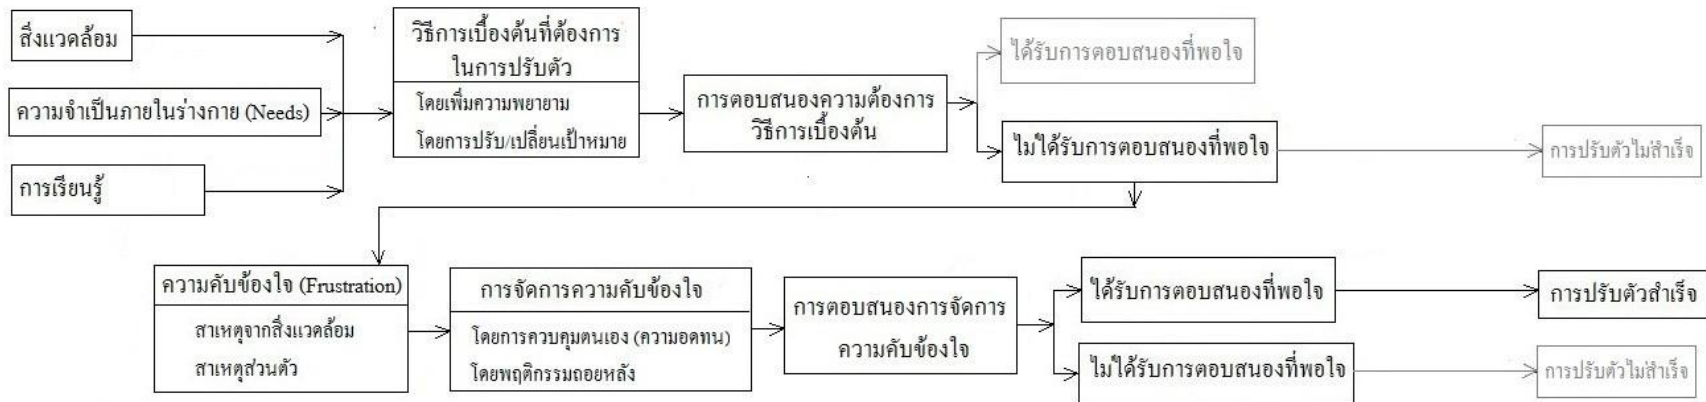 สิ่งแวดล้อม
ความจำเป็นภายในร่างกาย (Needs)
การเรียนรู้
วิธีการเบื้องต้นที่ต้องการ
ในการปรับตัว
โดยเพิ่มความพยายาม
โดยการปรับ/เปลี่ยนเป้าหมาย
การตอบสนองความต้องการ
วิธีการเบื้องต้น
ได้รับการตอบสนองที่พอใจ
ไม่ได้รับการตอบสนองที่พอใจ
การปรับตัวไม่สำเร็จ
ความคับข้องใจ (Frustration)
สาเหตุจากสิ่งแวดล้อม
สาเหตุส่วนตัว
การจัดการความคับข้องใจ
โดยการควบคุมตนเอง (ความอดทน)
โดยพฤติกรรมถอยหลัง
การตอบสนองการจัดการ
ความคับข้องใจ
ได้รับการตอบสนองที่พอใจ
การปรับตัวสำเร็จ
ไม่ได้รับการตอบสนองที่พอใจ
การปรับตัวไม่สำเร็จ